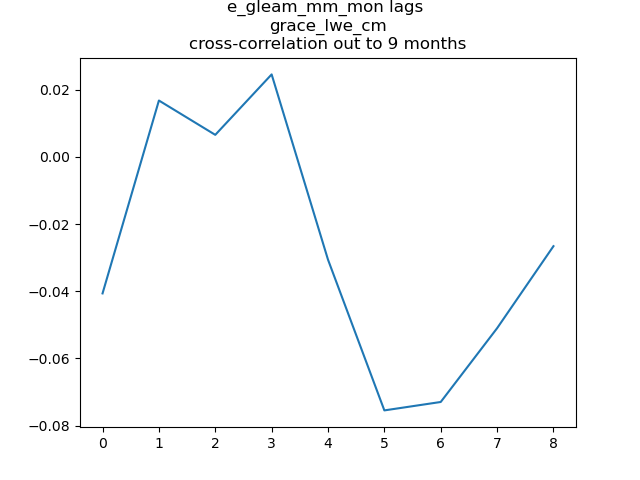 e_gleam_mm_mon lags
grace_lwe_cm
cross-correlation out to 9 months
0.02
0.00
−0.02
−0.04
−0.06
−0.08
0 1 2 3 4 5 6 7 8